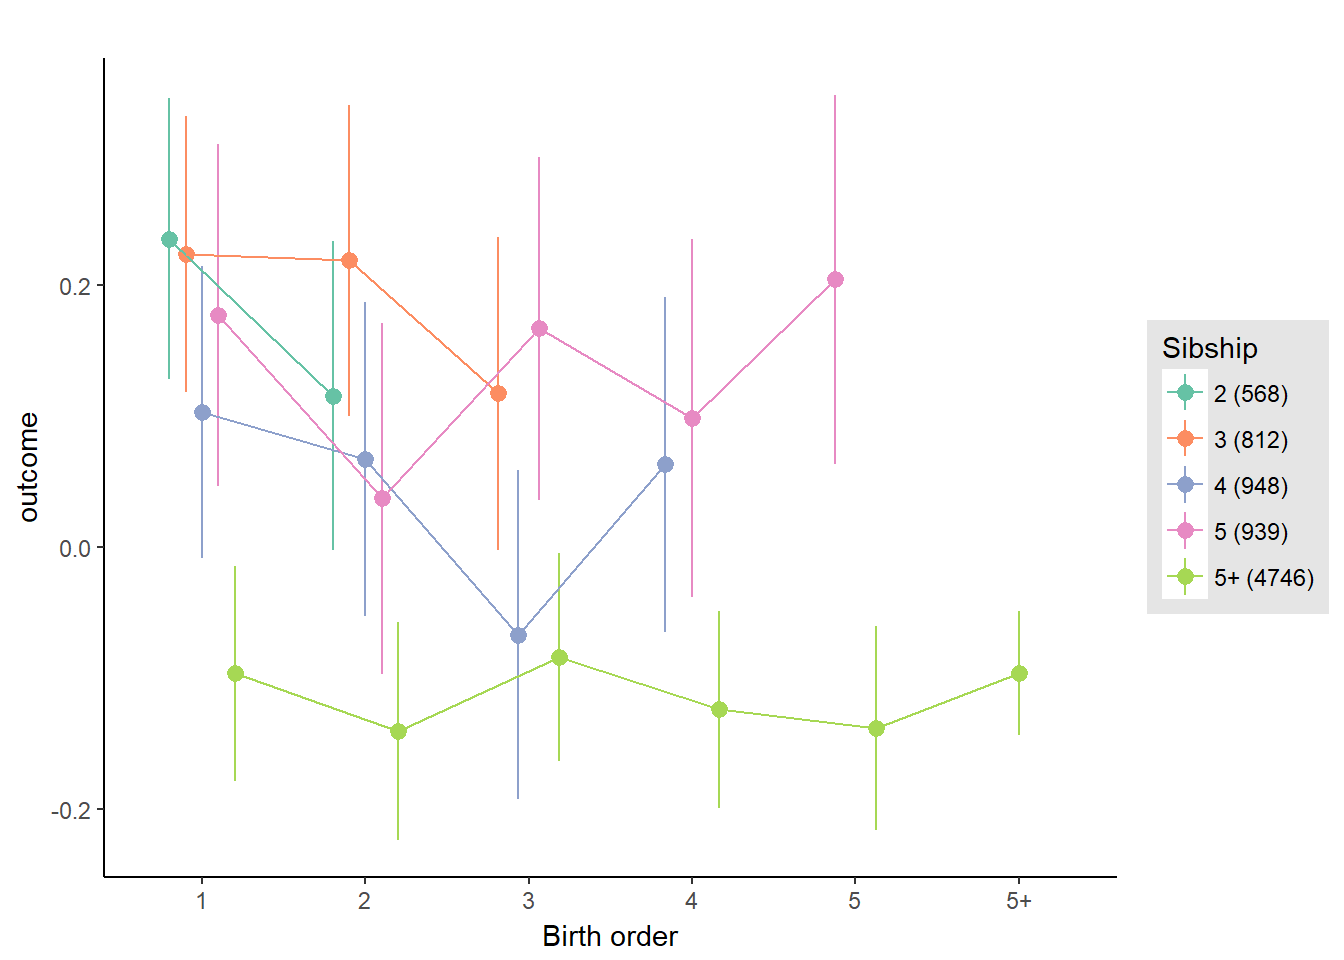 outcome
0.2
0.0
-0.2
1 2 3 4 5 5+
Birth order
Sibship
2 (568)
3 (812)
4 (948)
5 (939)
5+ (4746)